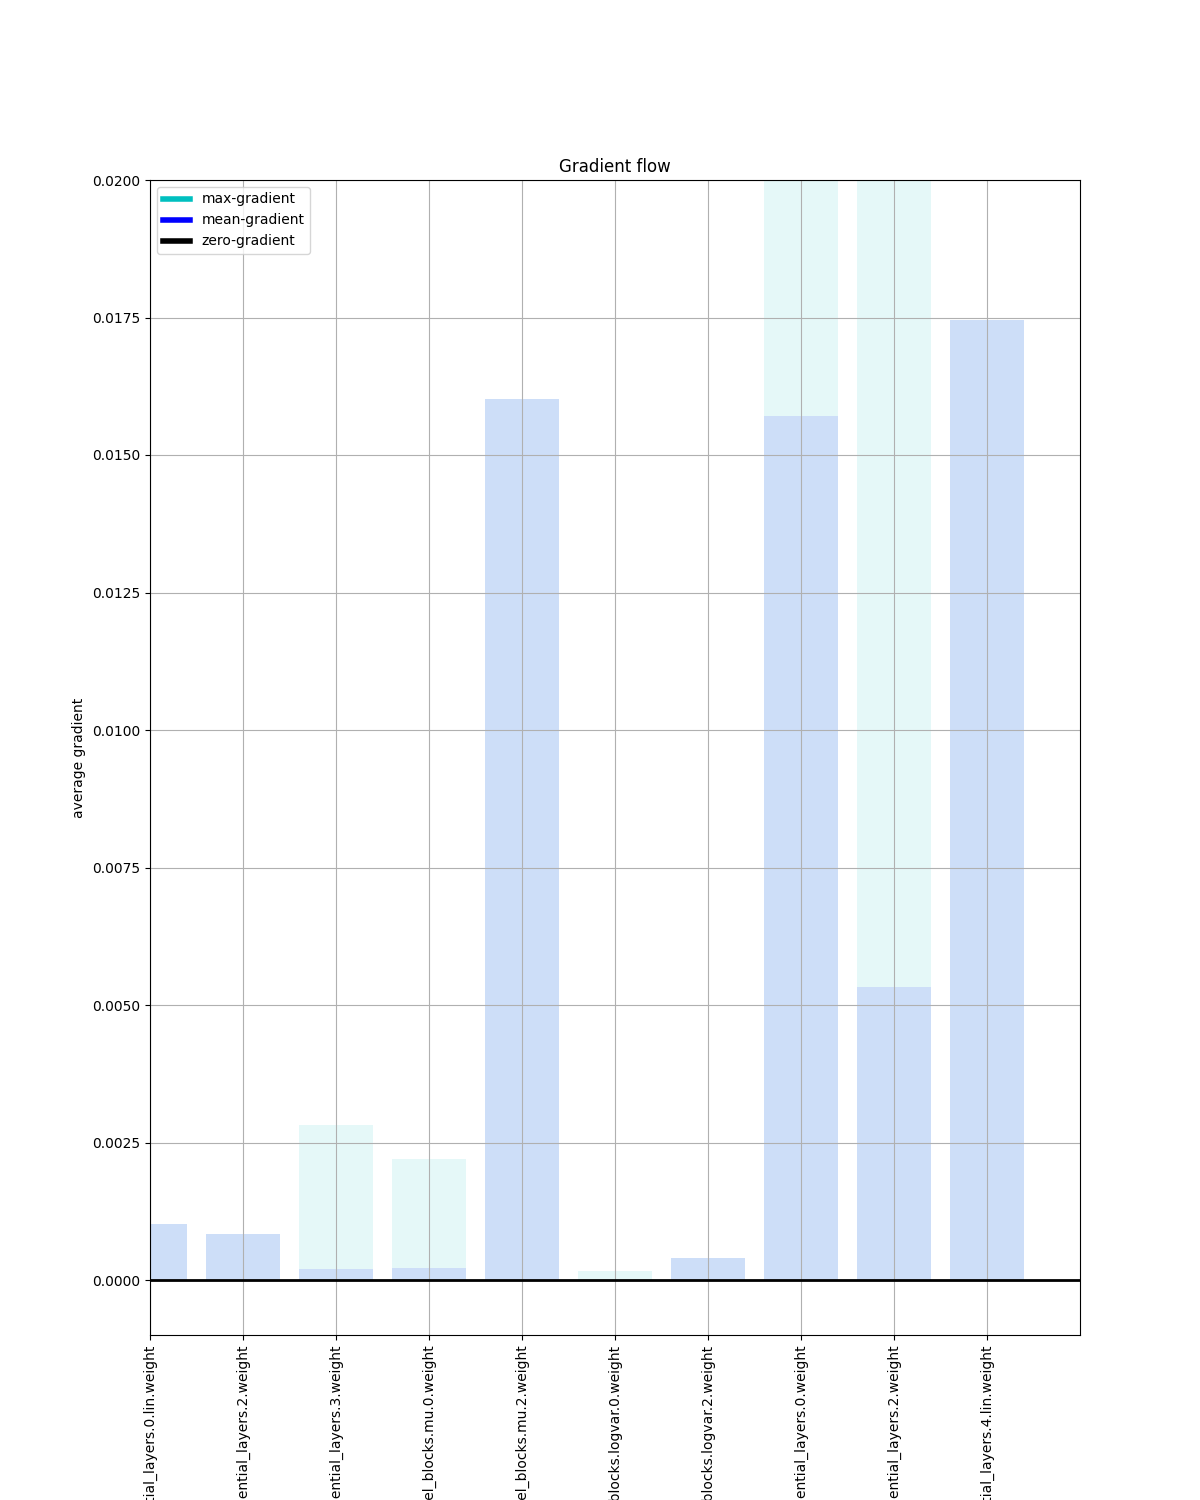 Gradient flow
max-gradient
mean-gradient
zero-gradient
0.0200
0.0175
0.0150
0.0125
0.0100
0.0075
0.0050
0.0025
0.0000
average gradient
tial_layers.0.lin.weight
ential_layers.2.weight
ential_layers.3.weight
el_blocks.mu.0.weight
el_blocks.mu.2.weight
blocks.logvar.0.weight
blocks.logvar.2.weight
ential_layers.0.weight
ential_layers.2.weight
tial_layers.4.lin.weight